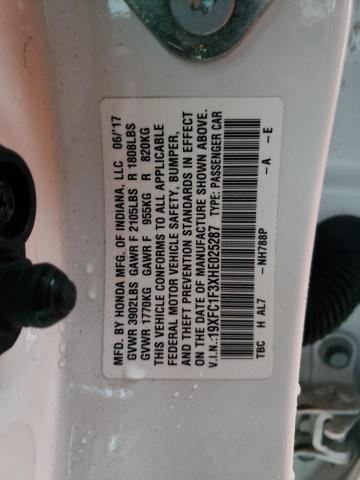 MFD. BY HONDA MFG. OF INDIANA, LLC 06/'17
GVWR 3902LBS GAWR F 2105LBS R 1808LBS
GVWR 1770KG GAWR F 955KG R 820KG
THIS VEHICLE CONFORMS TO ALL APPLICABLE
FEDERAL MOTOR VEHICLE SAFETY, BUMPER,
AND THEFT PREVENTION STANDARDS IN EFFECT
ON THE DATE OF MANUFACTURE SHOWN ABOVE.
V.I.N.:19XFC1F3XHE025287 TYPE: PASSENGER CAR
TBC H AL7 -NH788P -A -E